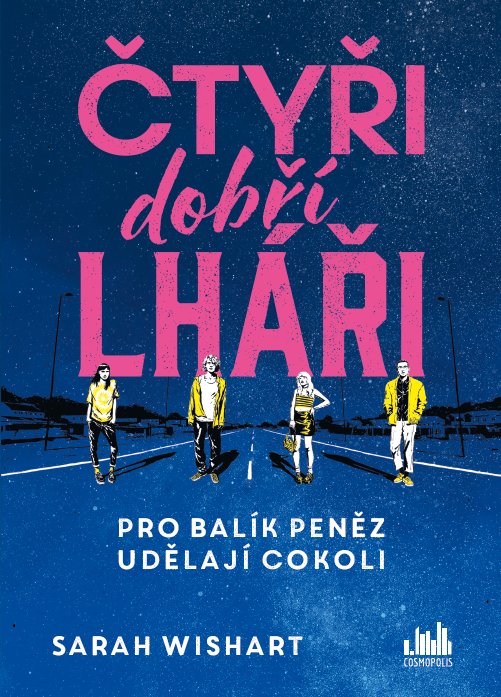 ČTYŘI
dobří
LHÁŘI
PRO BALÍK PENĚZ
UDĚLAJÍ COKOLI
SARAH WISHART
COSMOPOLIS